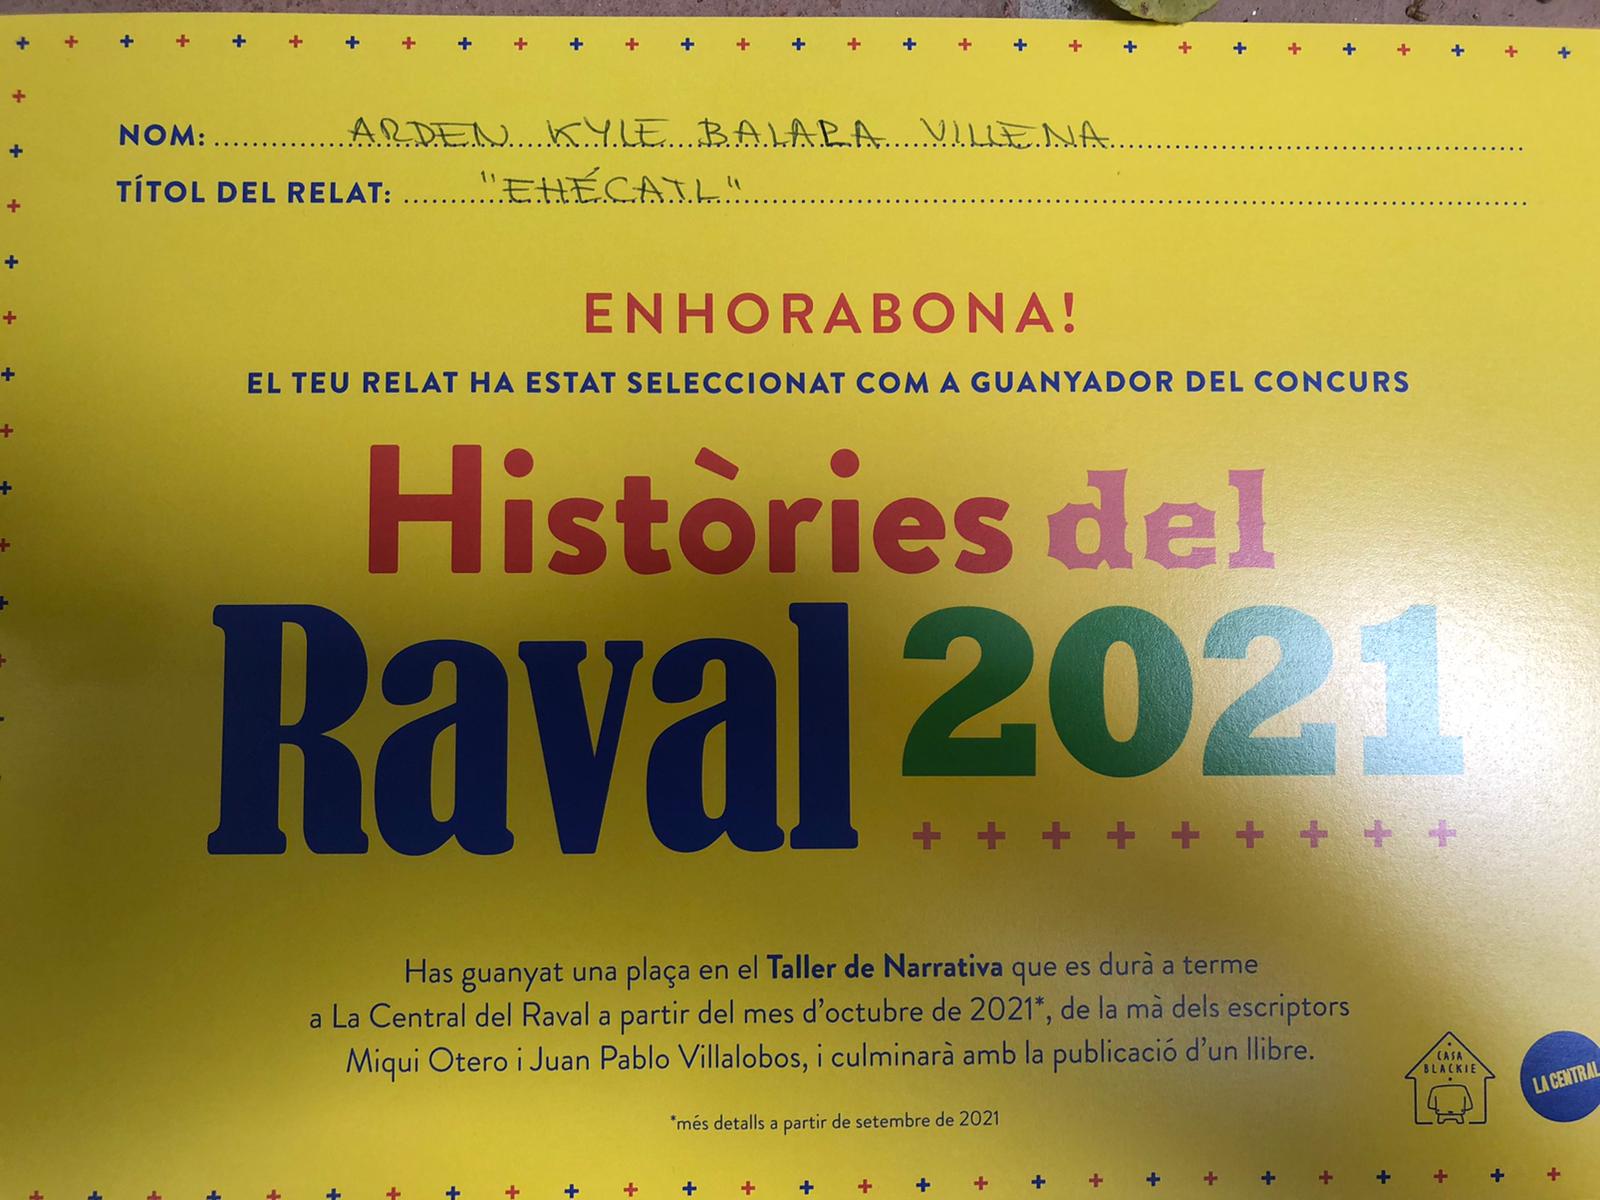 NOM: ARDEN KYLE BALABA VILLENA
TÍTOL DEL RELAT: "EHÉCATL"
ENHORABONA!
EL TEU RELAT HA ESTAT SELECCIONAT COM A GUANYADOR DEL CONCURS
Històries del
Raval 2021
Has guanyat una plaça en el Taller de Narrativa que es durà a terme
a La Central del Raval a partir del mes d'octubre de 2021*, de la mà dels escriptors
Miqui Otero i Juan Pablo Villalobos, i culminarà amb la publicació d'un llibre.
CASA
BLACKIE
LA CENTRAL
*més detalls a partir de setembre de 2021